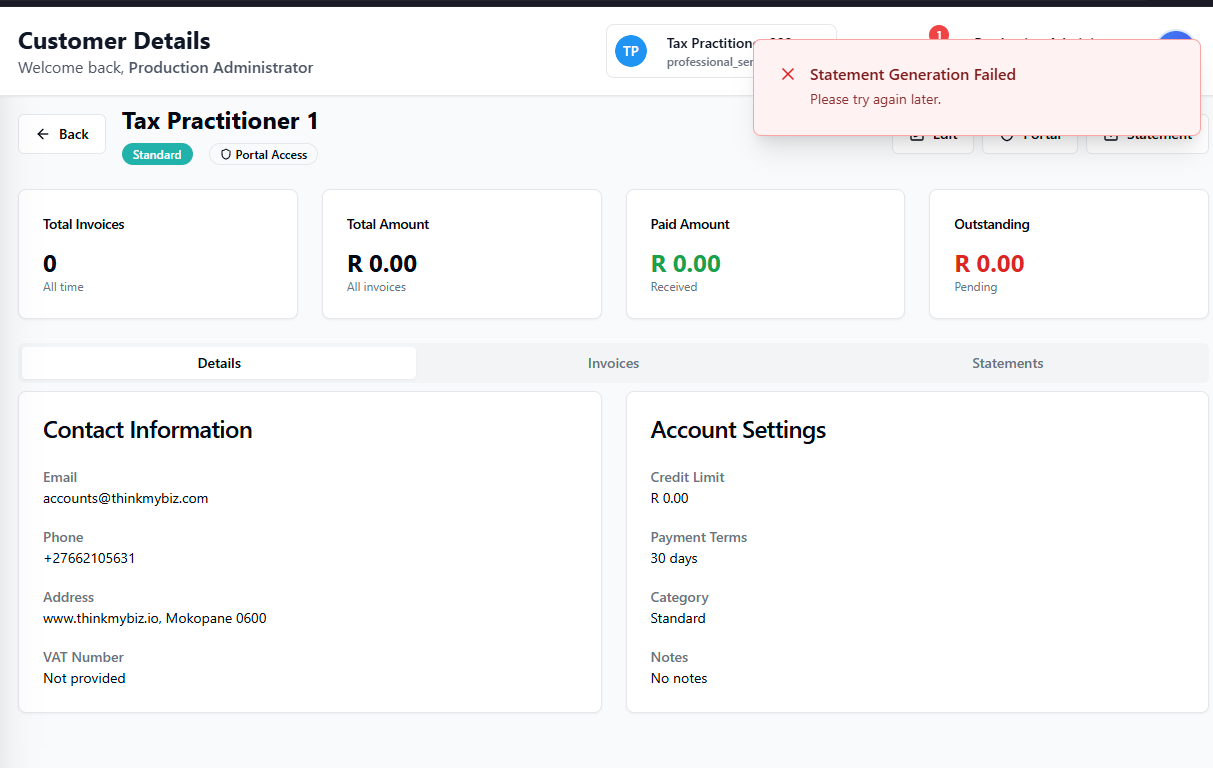 Customer Details
Welcome back, Production Administrator
TP
Tax Practition
professional_ser
1
Statement Generation Failed
Please try again later.
Back
Tax Practitioner 1
Standard
Portal Access
Edit
Portal
Statement
Total Invoices
0
All time
Total Amount
R 0.00
All invoices
Paid Amount
R 0.00
Received
Outstanding
R 0.00
Pending
Details
Invoices
Statements
Contact Information
Email
accounts@thinkmybiz.com
Phone
+27662105631
Address
www.thinkmybiz.io, Mokopane 0600
VAT Number
Not provided
Account Settings
Credit Limit
R 0.00
Payment Terms
30 days
Category
Standard
Notes
No notes